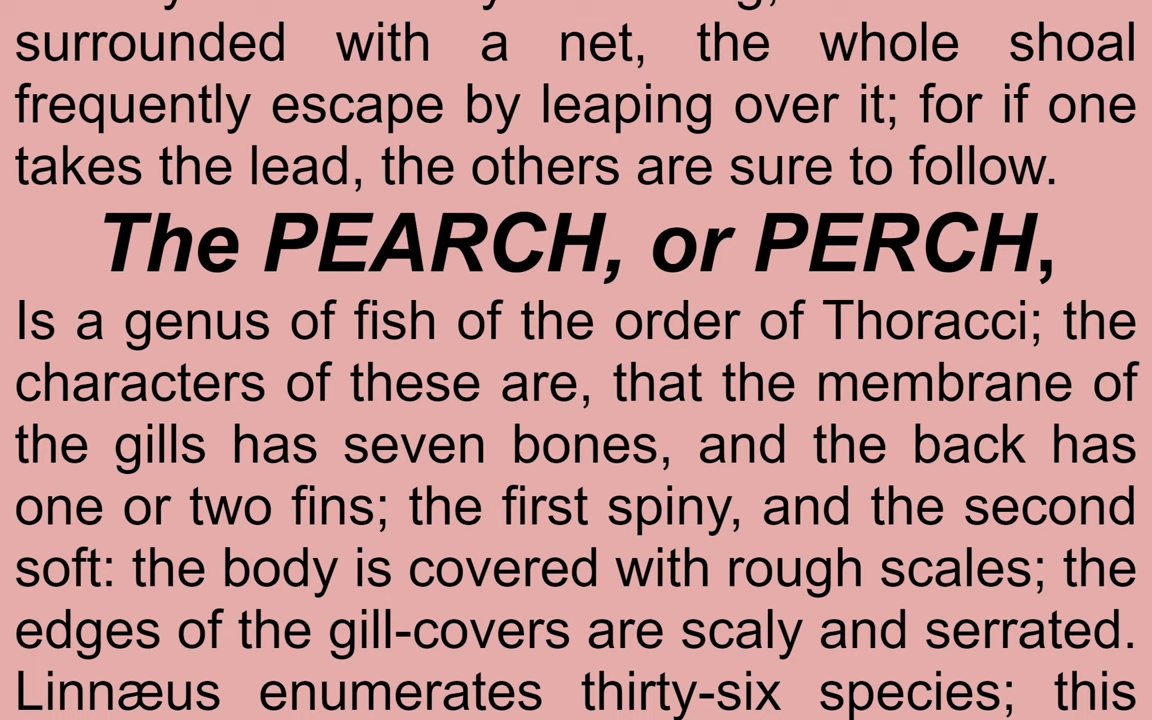 surrounded with a net, the whole shoal
frequently escape by leaping over it; for if one
takes the lead, the others are sure to follow.
The PEARCH, or PERCH,
Is a genus of fish of the order of Thoracci; the
characters of these are, that the membrane of
the gills has seven bones, and the back has
one or two fins; the first spiny, and the second
soft: the body is covered with rough scales; the
edges of the gill-covers are scaly and serrated.
Linnæus enumerates thirty-six species; this